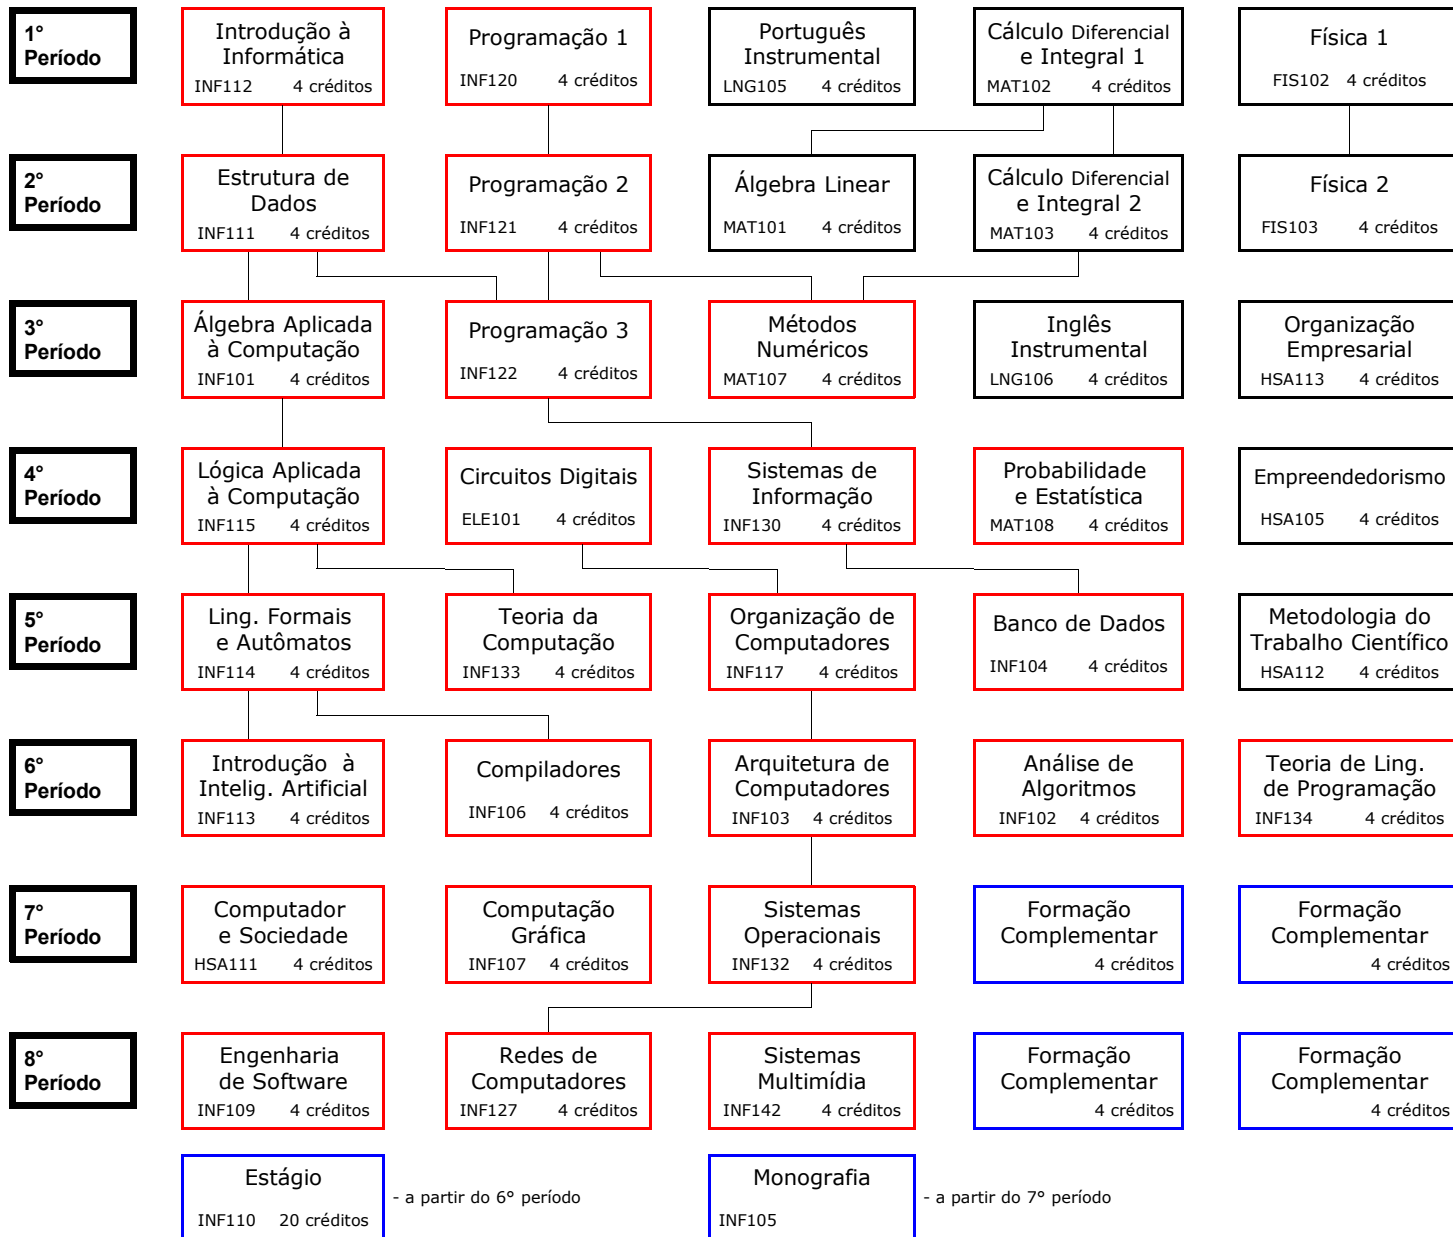 1°
Período
Introdução à
Informática
INF112 4 créditos
Programação 1
INF120 4 créditos
Português
Instrumental
LNG105 4 créditos
Cálculo Diferencial
e Integral 1
MAT102 4 créditos
Física 1
FIS102 4 créditos
2°
Período
Estrutura de
Dados
INF111 4 créditos
Programação 2
INF121 4 créditos
Álgebra Linear
MAT101 4 créditos
Cálculo Diferencial
e Integral 2
MAT103 4 créditos
Física 2
FIS103 4 créditos
3°
Período
Álgebra Aplicada
à Computação
INF101 4 créditos
Programação 3
INF122 4 créditos
Métodos
Numéricos
MAT107 4 créditos
Inglês
Instrumental
LNG106 4 créditos
Organização
Empresarial
HSA113 4 créditos
4°
Período
Lógica Aplicada
à Computação
INF115 4 créditos
Circuitos Digitais
ELE101 4 créditos
Sistemas de
Informação
INF130 4 créditos
Probabilidade
e Estatística
MAT108 4 créditos
Empreendedorismo
HSA105 4 créditos
5°
Período
Ling. Formais
e Autômatos
INF114 4 créditos
Teoria da
Computação
INF133 4 créditos
Organização de
Computadores
INF117 4 créditos
Banco de Dados
INF104 4 créditos
Metodologia do
Trabalho Científico
HSA112 4 créditos
6°
Período
Introdução à
Intelig. Artificial
INF113 4 créditos
Compiladores
INF106 4 créditos
Arquitetura de
Computadores
INF103 4 créditos
Análise de
Algoritmos
INF102 4 créditos
Teoria de Ling.
de Programação
INF134 4 créditos
7°
Período
Computador
e Sociedade
HSA111 4 créditos
Computação
Gráfica
INF107 4 créditos
Sistemas
Operacionais
INF132 4 créditos
Formação
Complementar
4 créditos
Formação
Complementar
4 créditos
8°
Período
Engenharia
de Software
INF109 4 créditos
Redes de
Computadores
INF127 4 créditos
Sistemas
Multimídia
INF142 4 créditos
Formação
Complementar
4 créditos
Formação
Complementar
4 créditos
Estágio
INF110 20 créditos
- a partir do 6° período
Monografia
INF105
- a partir do 7° período